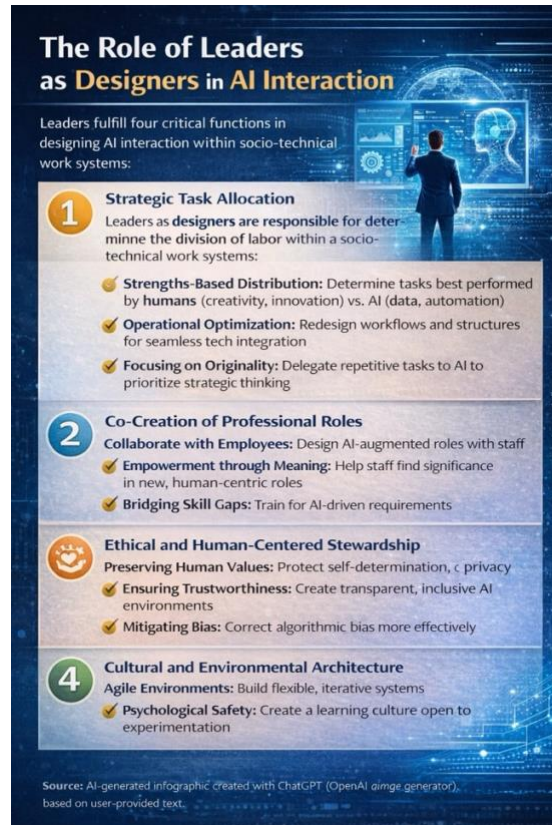 The Role of Leaders
as Designers in AI Interaction
Leaders fulfill four critical functions in
designing AI interaction within socio-technical
work systems:
1
Strategic Task Allocation
Leaders as designers are responsible for deter-
minne the division of labor within a socio-
technical work systems:
Strengths-Based Distribution: Determine tasks best performed
by humans (creativity, innovation) vs. AI (data, automation)
Operational Optimization: Redesign workflows and structures
for seamless tech integration
Focusing on Originality: Delegate repetitive tasks to AI to
prioritize strategic thinking
2
Co-Creation of Professional Roles
Collaborate with Employees: Design AI-augmented roles with staff
Empowerment through Meaning: Help staff find significance
in new, human-centric roles
Bridging Skill Gaps: Train for AI-driven requirements
Ethical and Human-Centered Stewardship
Preserving Human Values: Protect self-determination, c privacy
Ensuring Trustworthiness: Create transparent, inclusive AI
environments
Mitigating Bias: Correct algorithmic bias more effectively
4
Cultural and Environmental Architecture
Agile Environments: Build flexible, iterative systems
Psychological Safety: Create a learning culture open to
experimentation
Source: AI-generated infographic created with ChatGPT (OpenAI aimge generator),
based on user-provided text.